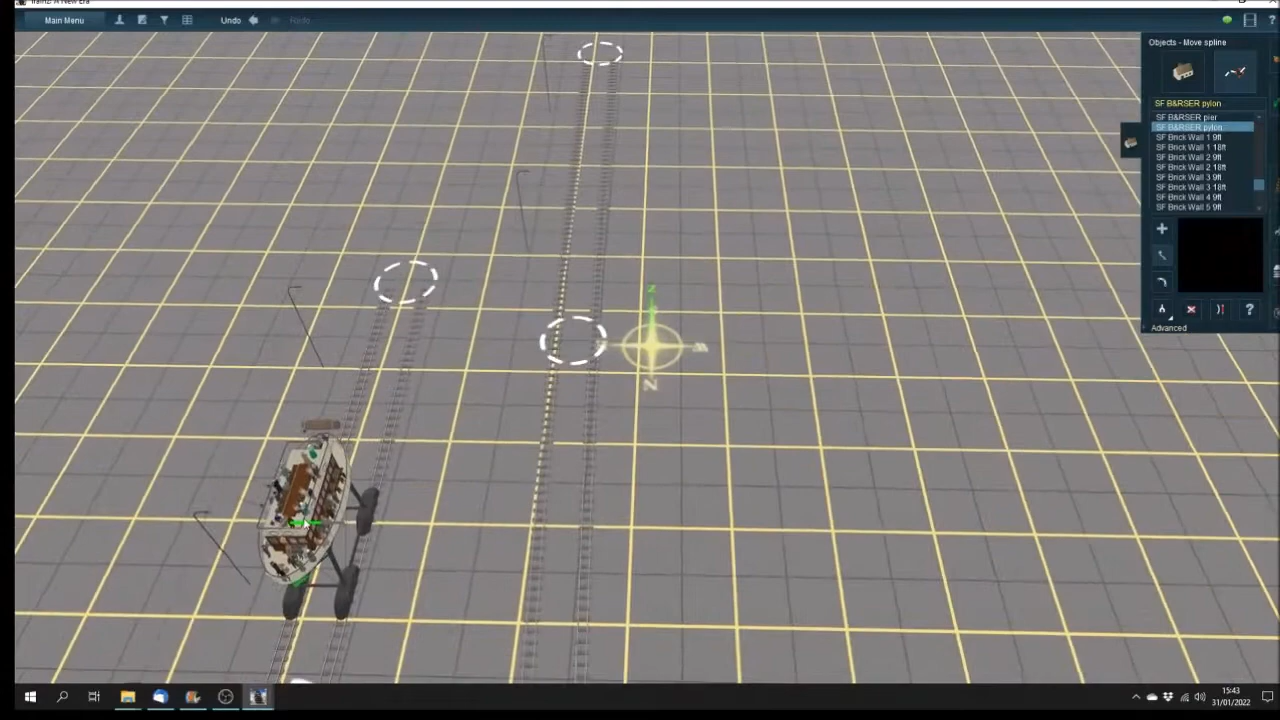 Trainz: A New Era
Main Menu
Undo
Redo
?
Objects - Move spline
SF B&RSER pylon
SF B&RSER pier
SF B&RSER pylon
SF Brick Wall 1 9ft
SF Brick Wall 1 18ft
SF Brick Wall 2 9ft
SF Brick Wall 2 18ft
SF Brick Wall 3 9ft
SF Brick Wall 3 18ft
SF Brick Wall 4 9ft
SF Brick Wall 5 9ft
?
Advanced
Z
N
15:43
31/01/2022